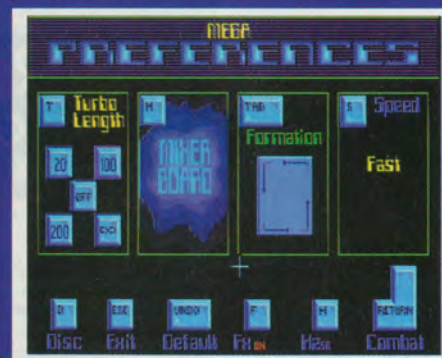 MEGA
PREFERENCES
T Turbo Length
M
TAB
S Speed
MIXER BOARD
Formation
Fast
20 100
OFF
200
D ESC UNDO F H RETURN
Disc Exit Default Fx ON Hz50 Combat